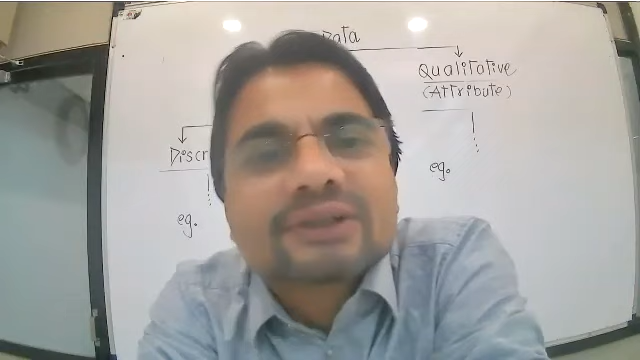 Data
Qualitative
(Attribute)
Discr
eg.
eg.